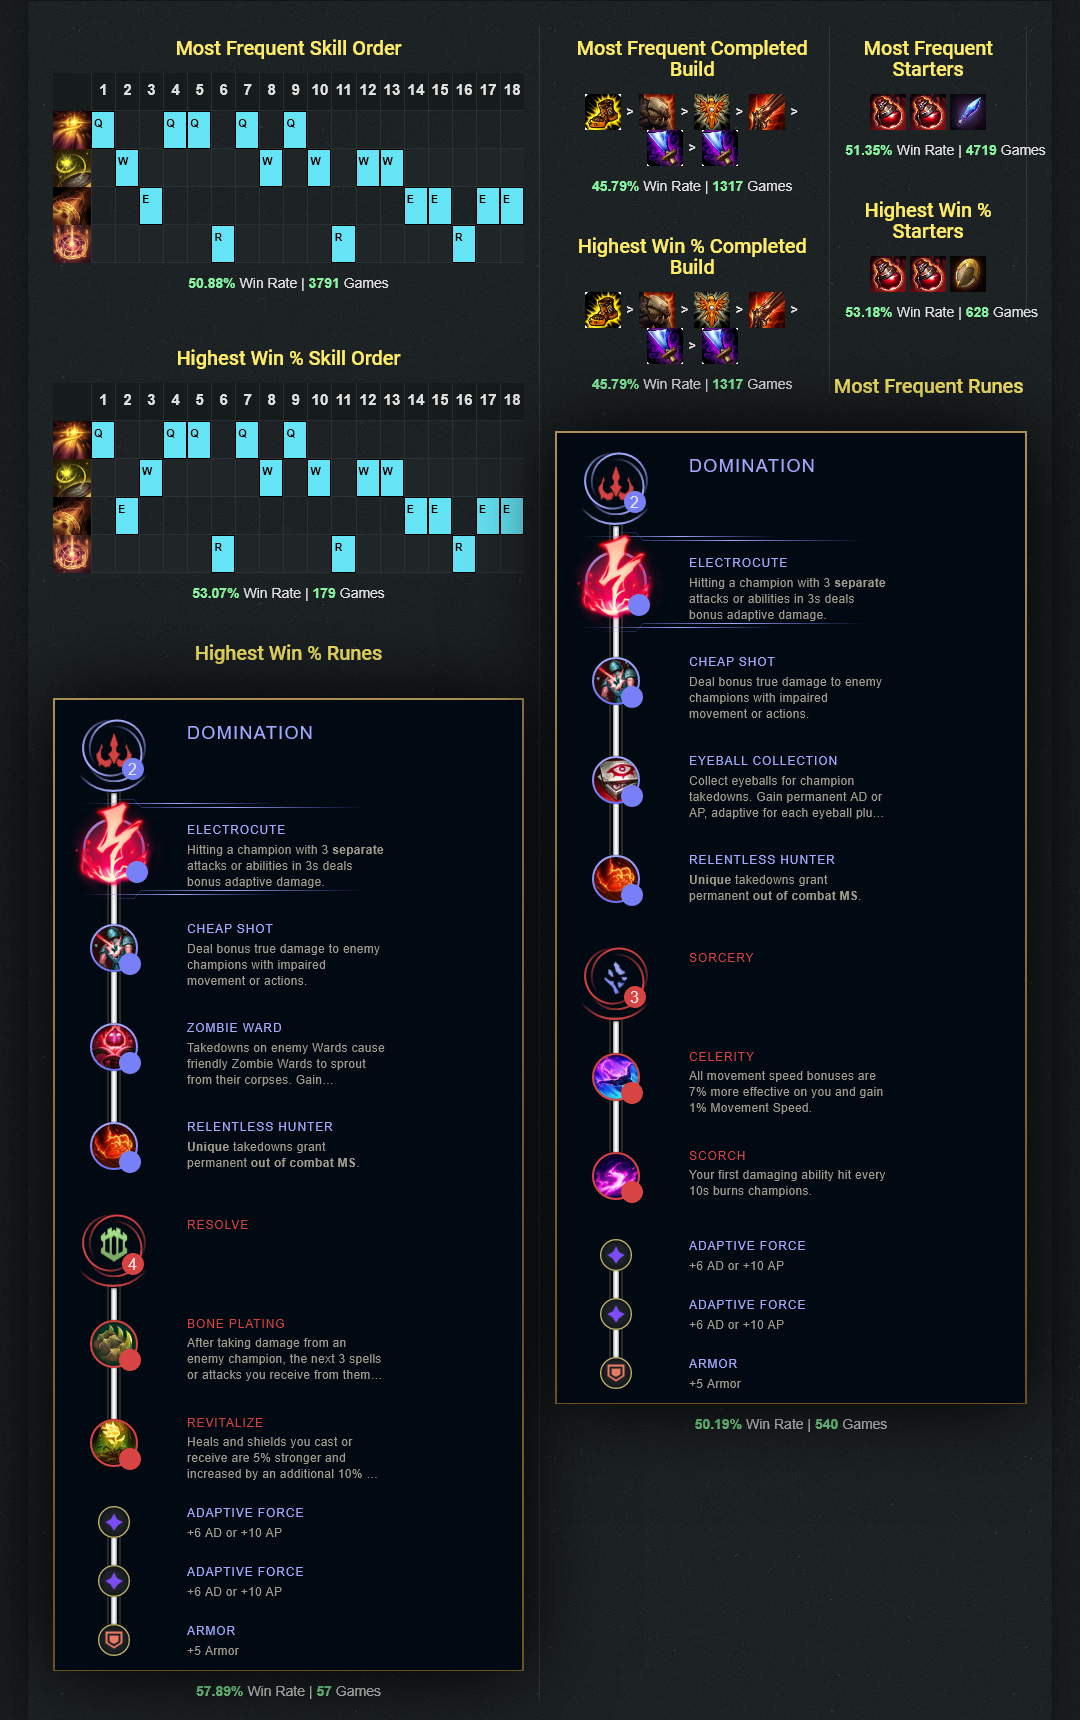 Most Frequent Skill Order
1 2 3 4 5 6 7 8 9 10 11 12 13 14 15 16 17 18
Q Q Q Q Q
W W W W W
E E E E E
R R R
50.88% Win Rate | 3791 Games
Highest Win % Skill Order
1 2 3 4 5 6 7 8 9 10 11 12 13 14 15 16 17 18
Q Q Q Q Q
W W W W W
E E E E E
R R R
53.07% Win Rate | 179 Games
Highest Win % Runes
DOMINATION
2
ELECTROCUTE
Hitting a champion with 3 separate
attacks or abilities in 3s deals
bonus adaptive damage.
CHEAP SHOT
Deal bonus true damage to enemy
champions with impaired
movement or actions.
ZOMBIE WARD
Takedowns on enemy Wards cause
friendly Zombie Wards to sprout
from their corpses. Gain...
RELENTLESS HUNTER
Unique takedowns grant
permanent out of combat MS.
RESOLVE
4
BONE PLATING
After taking damage from an
enemy champion, the next 3 spells
or attacks you receive from them...
REVITALIZE
Heals and shields you cast or
receive are 5% stronger and
increased by an additional 10% ...
ADAPTIVE FORCE
+6 AD or +10 AP
ADAPTIVE FORCE
+6 AD or +10 AP
ARMOR
+5 Armor
57.89% Win Rate | 57 Games
Most Frequent Completed
Build
> > > >
>
45.79% Win Rate | 1317 Games
Highest Win % Completed
Build
> > > >
>
45.79% Win Rate | 1317 Games
Most Frequent
Starters
51.35% Win Rate | 4719 Games
Highest Win %
Starters
53.18% Win Rate | 628 Games
Most Frequent Runes
DOMINATION
2
ELECTROCUTE
Hitting a champion with 3 separate
attacks or abilities in 3s deals
bonus adaptive damage.
CHEAP SHOT
Deal bonus true damage to enemy
champions with impaired
movement or actions.
EYEBALL COLLECTION
Collect eyeballs for champion
takedowns. Gain permanent AD or
AP, adaptive for each eyeball plu...
RELENTLESS HUNTER
Unique takedowns grant
permanent out of combat MS.
SORCERY
3
CELERITY
All movement speed bonuses are
7% more effective on you and gain
1% Movement Speed.
SCORCH
Your first damaging ability hit every
10s burns champions.
ADAPTIVE FORCE
+6 AD or +10 AP
ADAPTIVE FORCE
+6 AD or +10 AP
ARMOR
+5 Armor
50.19% Win Rate | 540 Games